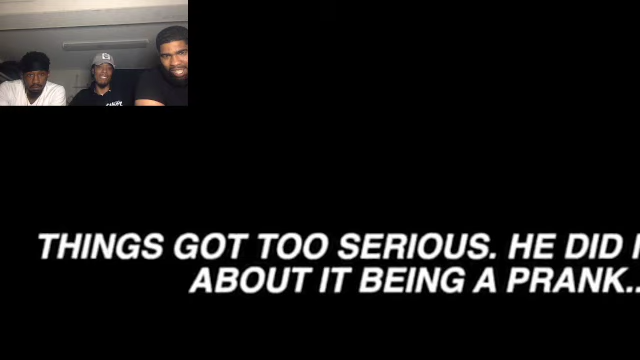 THINGS GOT TOO SERIOUS. HE DID
ABOUT IT BEING A PRANK..